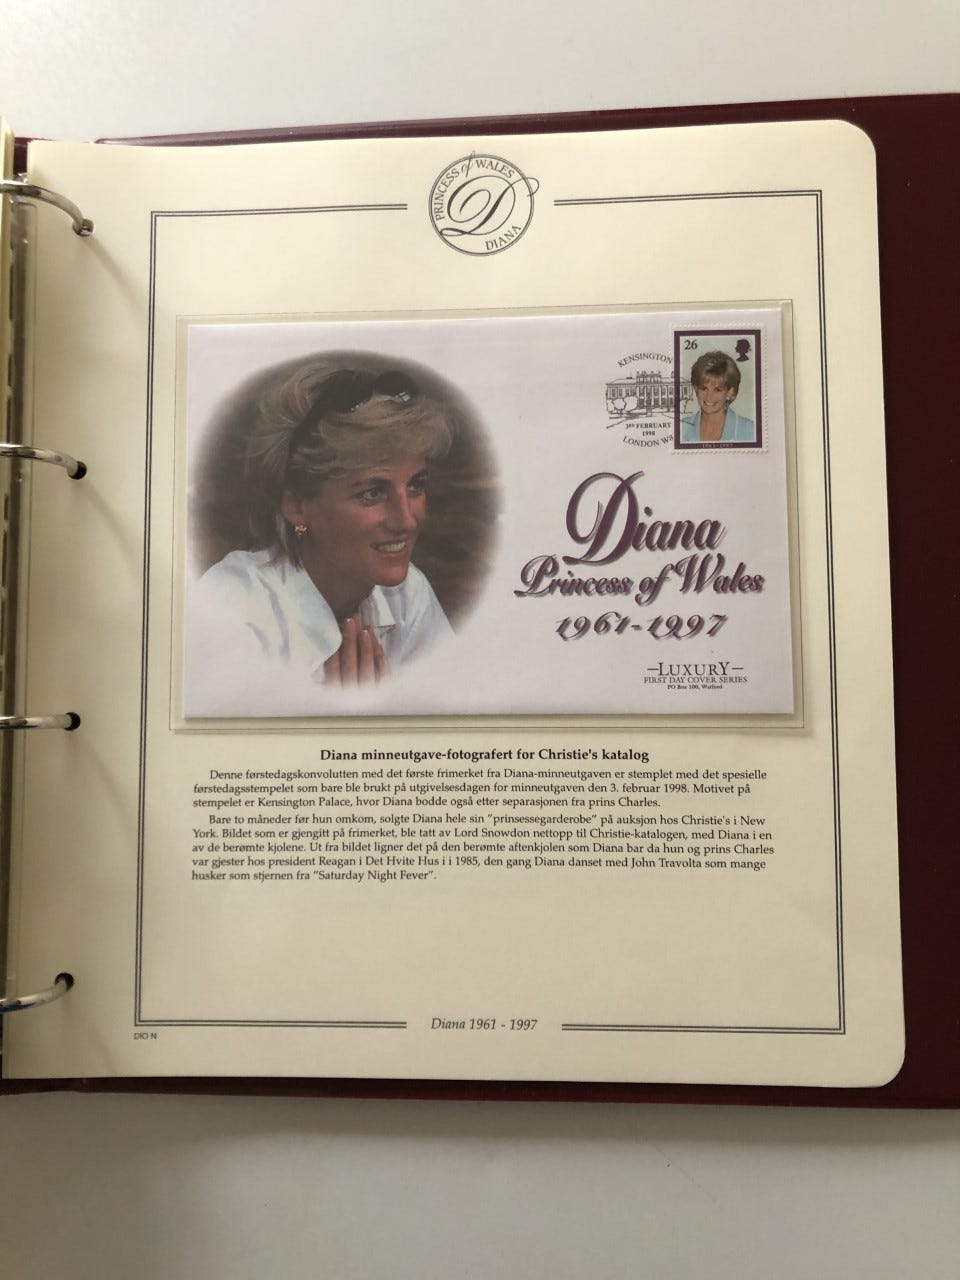 PRINCESS of WALES
D
DIANA
26
KENSINGTON
3RD FEBRUARY
1998
LONDON W8
1961-1997
Diana
Princess of Wales
1961-1997
-LUXURY-
FIRST DAY COVER SERIES
PO Box 100, Watford
Diana minneutgave-fotografert for Christie's katalog
Denne førstedagskonvolutten med det første frimerket fra Diana-minneutgaven er stemplet med det spesielle
førstedagsstempelet som bare ble brukt på utgivelsesdagen for minneutgaven den 3. februar 1998. Motivet på
stempelet er Kensington Palace, hvor Diana bodde også etter separasjonen fra prins Charles.
Bare to måneder før hun omkom, solgte Diana hele sin "prinsessegarderobe" på auksjon hos Christie's i New
York. Bildet som er gjengitt på frimerket, ble tatt av Lord Snowdon nettopp til Christie-katalogen, med Diana i en
av de berømte kjolene. Ut fra bildet ligner det på den berømte aftenkjolen som Diana bar da hun og prins Charles
var gjester hos president Reagan i Det Hvite Hus i i 1985, den gang Diana danset med John Travolta som mange
husker som stjernen fra "Saturday Night Fever".
Diana 1961 - 1997
DIO N